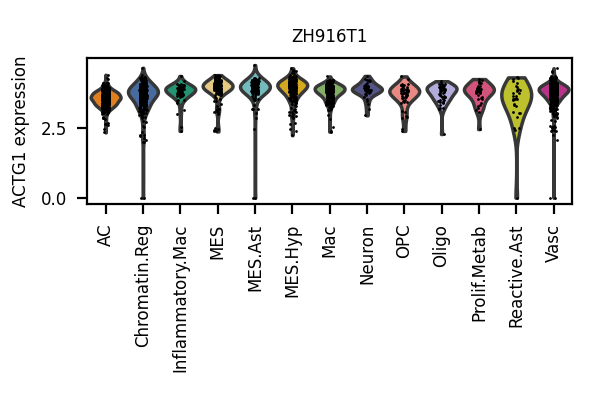 ZH916T1
ACTG1 expression
2.5
0.0
AC
Chromatin.Reg
Inflammatory.Mac
MES
MES.Ast
MES.Hyp
Mac
Neuron
OPC
Oligo
Prolif.Metab
Reactive.Ast
Vasc